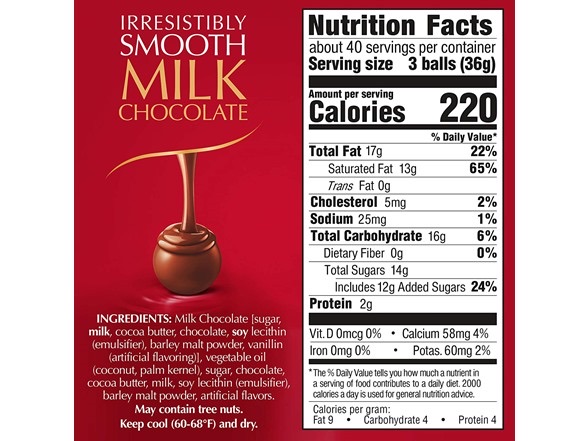 IRRESISTIBLY
SMOOTH
MILK
CHOCOLATE
INGREDIENTS: Milk Chocolate [sugar,
milk, cocoa butter, chocolate, soy lecithin
(emulsifier), barley malt powder, vanillin
(artificial flavoring)], vegetable oil
(coconut, palm kernel), sugar, chocolate,
cocoa butter, milk, soy lecithin (emulsifier),
barley malt powder, artificial flavors.
May contain tree nuts.
Keep cool (60-68°F) and dry.
Nutrition Facts
about 40 servings per container
Serving size 3 balls (36g)
Amount per serving
Calories 220
% Daily Value*
Total Fat 17g 22%
Saturated Fat 13g 65%
Trans Fat 0g
Cholesterol 5mg 2%
Sodium 25mg 1%
Total Carbohydrate 16g 6%
Dietary Fiber 0g 0%
Total Sugars 14g
Includes 12g Added Sugars 24%
Protein 2g
Vit. D 0mcg 0% • Calcium 58mg 4%
Iron 0mg 0% • Potas. 60mg 2%
*The % Daily Value tells you how much a nutrient in
a serving of food contributes to a daily diet. 2000
calories a day is used for general nutrition advice.
Calories per gram:
Fat 9 • Carbohydrate 4 • Protein 4